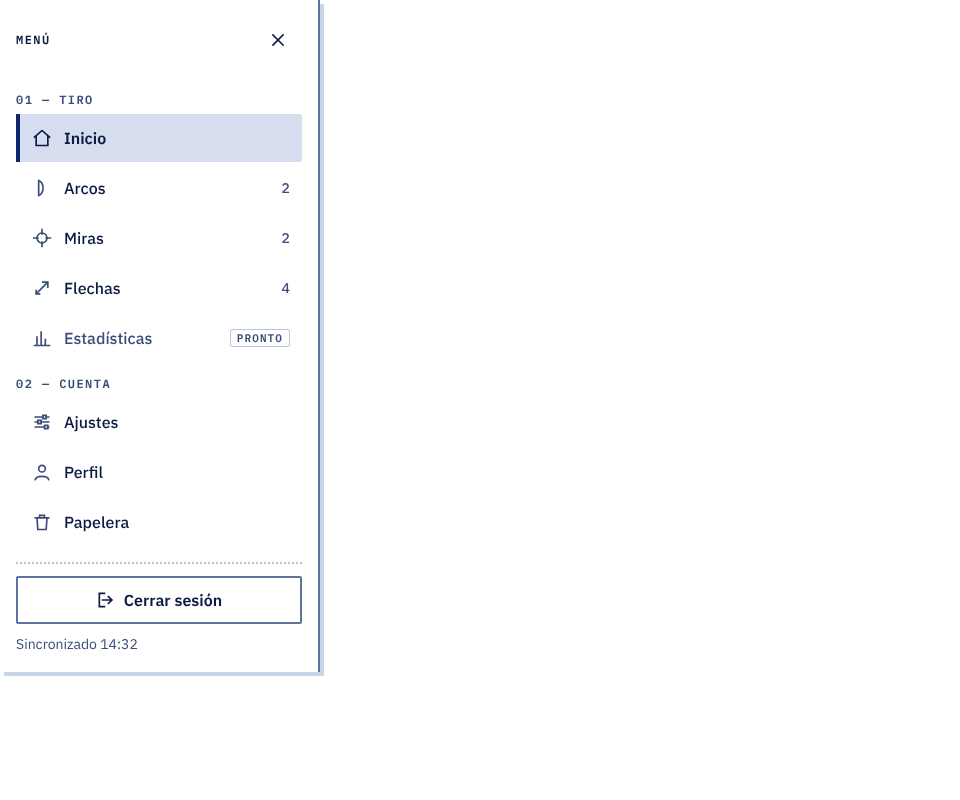 MENÚ
01 — TIRO
Inicio
Arcos 2
Miras 2
Flechas 4
Estadísticas PRONTO
02 — CUENTA
Ajustes
Perfil
Papelera
Cerrar sesión
Sincronizado 14:32